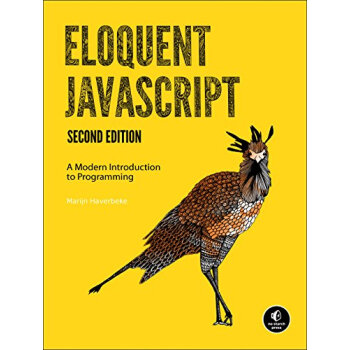 ELOQUENT
JAVASCRIPT
SECOND EDITION
A Modern Introduction
to Programming
Marijn Haverbeke
no starch
press